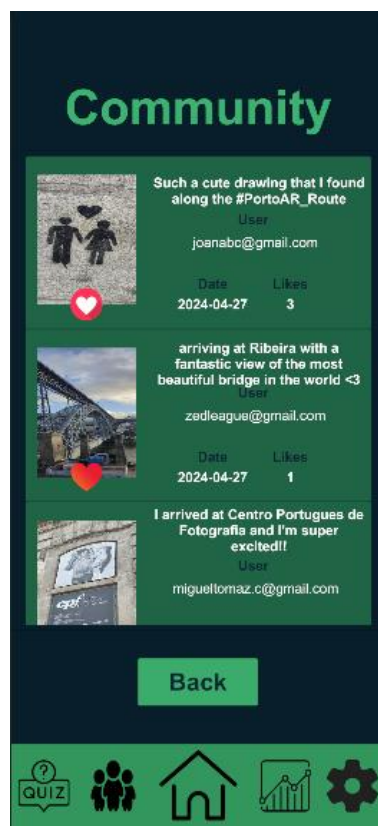 Community
Such a cute drawing that I found
along the #PortoAR_Route
User
joanabc@gmail.com
Date Likes
2024-04-27 3
arriving at Ribeira with a
fantastic view of the most
beautiful bridge in the world <3
User
zedleague@gmail.com
Date Likes
2024-04-27 1
I arrived at Centro Portugues de
Fotografia and I'm super
excited!!
User
migueltomaz.c@gmail.com
cpf
Back
?
QUIZ